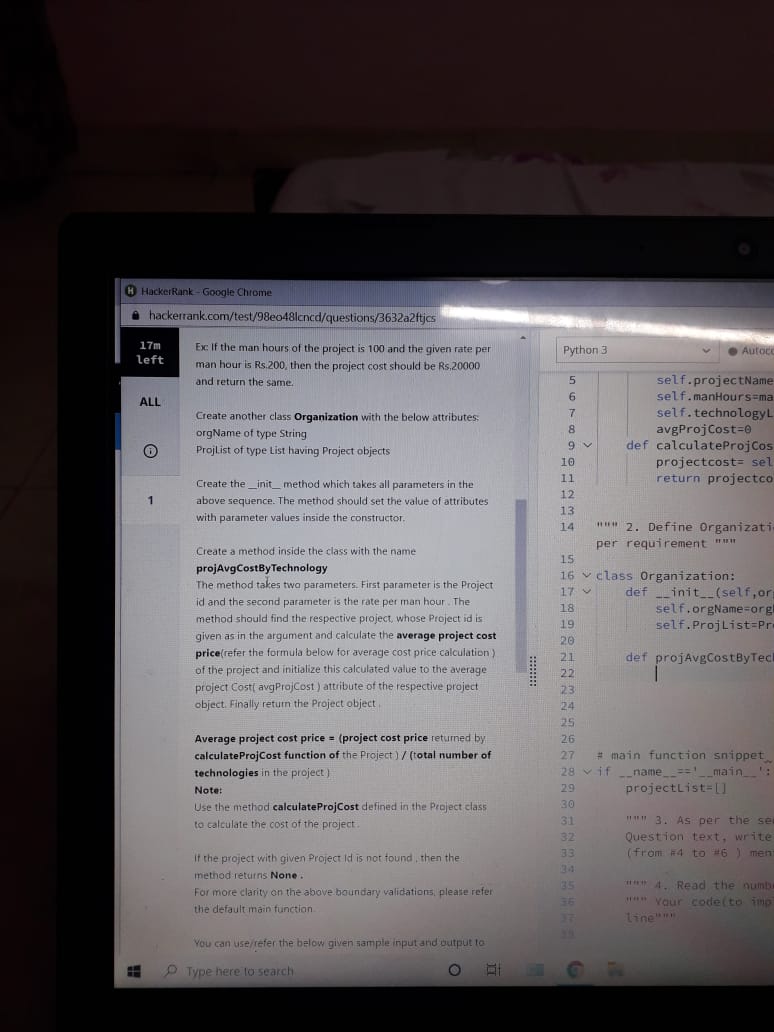 HackerRank - Google Chrome
hackerrank.com/test/98eo48lcncd/questions/3632a2ftjcs
17m
left
ALL
1
Ex: If the man hours of the project is 100 and the given rate per
man hour is Rs.200, then the project cost should be Rs.20000
and return the same.
Create another class Organization with the below attributes:
orgName of type String
ProjList of type List having Project objects
Create the __init__ method which takes all parameters in the
above sequence. The method should set the value of attributes
with parameter values inside the constructor.
Create a method inside the class with the name
projAvgCostByTechnology
The method takes two parameters. First parameter is the Project
id and the second parameter is the rate per man hour . The
method should find the respective project, whose Project id is
given as in the argument and calculate the average project cost
price(refer the formula below for average cost price calculation )
of the project and initialize this calculated value to the average
project Cost( avgProjCost ) attribute of the respective project
object. Finally return the Project object .
Average project cost price = (project cost price returned by
calculateProjCost function of the Project ) / (total number of
technologies in the project )
Note:
Use the method calculateProjCost defined in the Project class
to calculate the cost of the project .
If the project with given Project Id is not found , then the
method returns None .
For more clarity on the above boundary validations, please refer
the default main function.
You can use/refer the below given sample input and output to
Python 3
Autoco
5 self.projectName
6 self.manHours=ma
7 self.technologyL
8 avgProjCost=0
9 def calculateProjCos
10 projectcost= sel
11 return projectco
12
13
14 """ 2. Define Organizati
per requirement """
15
16 class Organization:
17 def __init__(self,or
18 self.orgName=org
19 self.ProjList=Pr
20
21 def projAvgCostByTec
22
23
24
25
26
27 # main function snippet
28 if __name__=='__main__':
29 projectList=[]
30
31 """ 3. As per the se
32 Question text, write
33 (from #4 to #6 ) men
34
35 """ 4. Read the numb
36 """ Your code(to imp
37 line"""
38
Type here to search